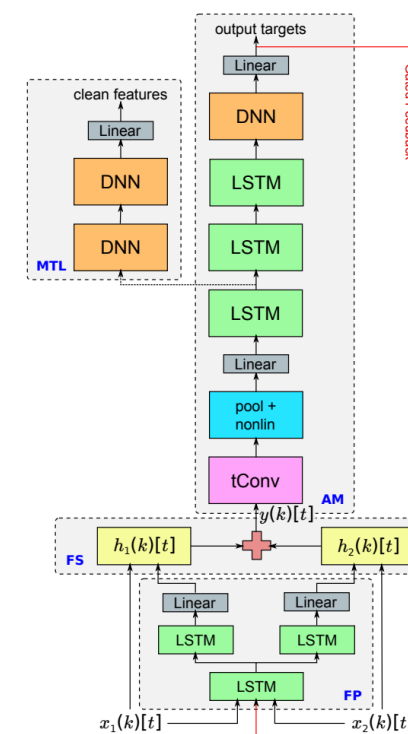 output targets
Linear
clean features
Linear
DNN
DNN
LSTM
DNN
LSTM
DNN
MTL
LSTM
Linear
pool +
nonlin
tConv
AM
y(k)[t]
h₁(k)[t]
h₂(k)[t]
FS
Linear
Linear
LSTM
LSTM
LSTM
FP
x₁(k)[t]
x₂(k)[t]